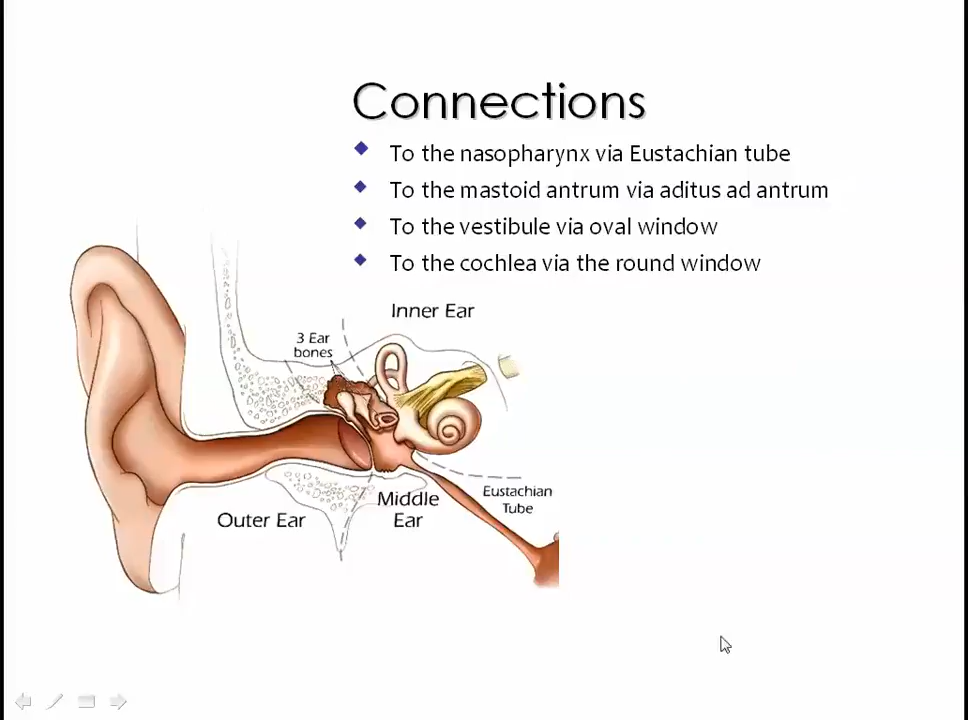 Connections
To the nasopharynx via Eustachian tube
To the mastoid antrum via aditus ad antrum
To the vestibule via oval window
To the cochlea via the round window
Inner Ear
3 Ear
bones
Eustachian
Tube
Middle
Ear
Outer Ear